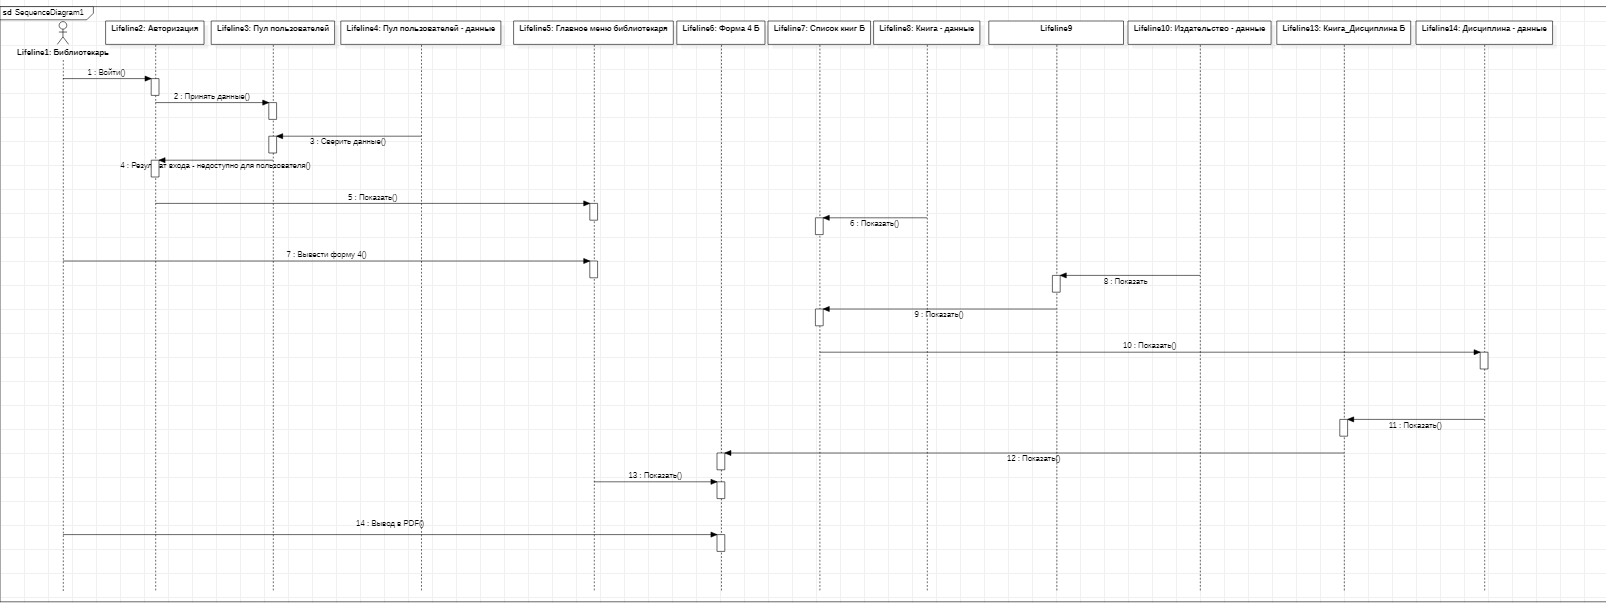 sd SequenceDiagram1
Lifeline1: Библиотекарь
Lifeline2: Авторизация
Lifeline3: Пул пользователей
Lifeline4: Пул пользователей - данные
Lifeline5: Главное меню библиотекаря
Lifeline6: Форма 4 Б
Lifeline7: Список книг Б
Lifeline8: Книга - данные
Lifeline9
Lifeline10: Издательство - данные
Lifeline13: Книга_Дисциплина Б
Lifeline14: Дисциплина - данные
1 : Войти()
2 : Принять данные()
3 : Сверить данные()
4 : Результат входа - недоступно для пользователя()
5 : Показать()
6 : Показать()
7 : Вывести форму 4()
8 : Показать
9 : Показать()
10 : Показать()
11 : Показать()
12 : Показать()
13 : Показать()
14 : Вывод в PDF()